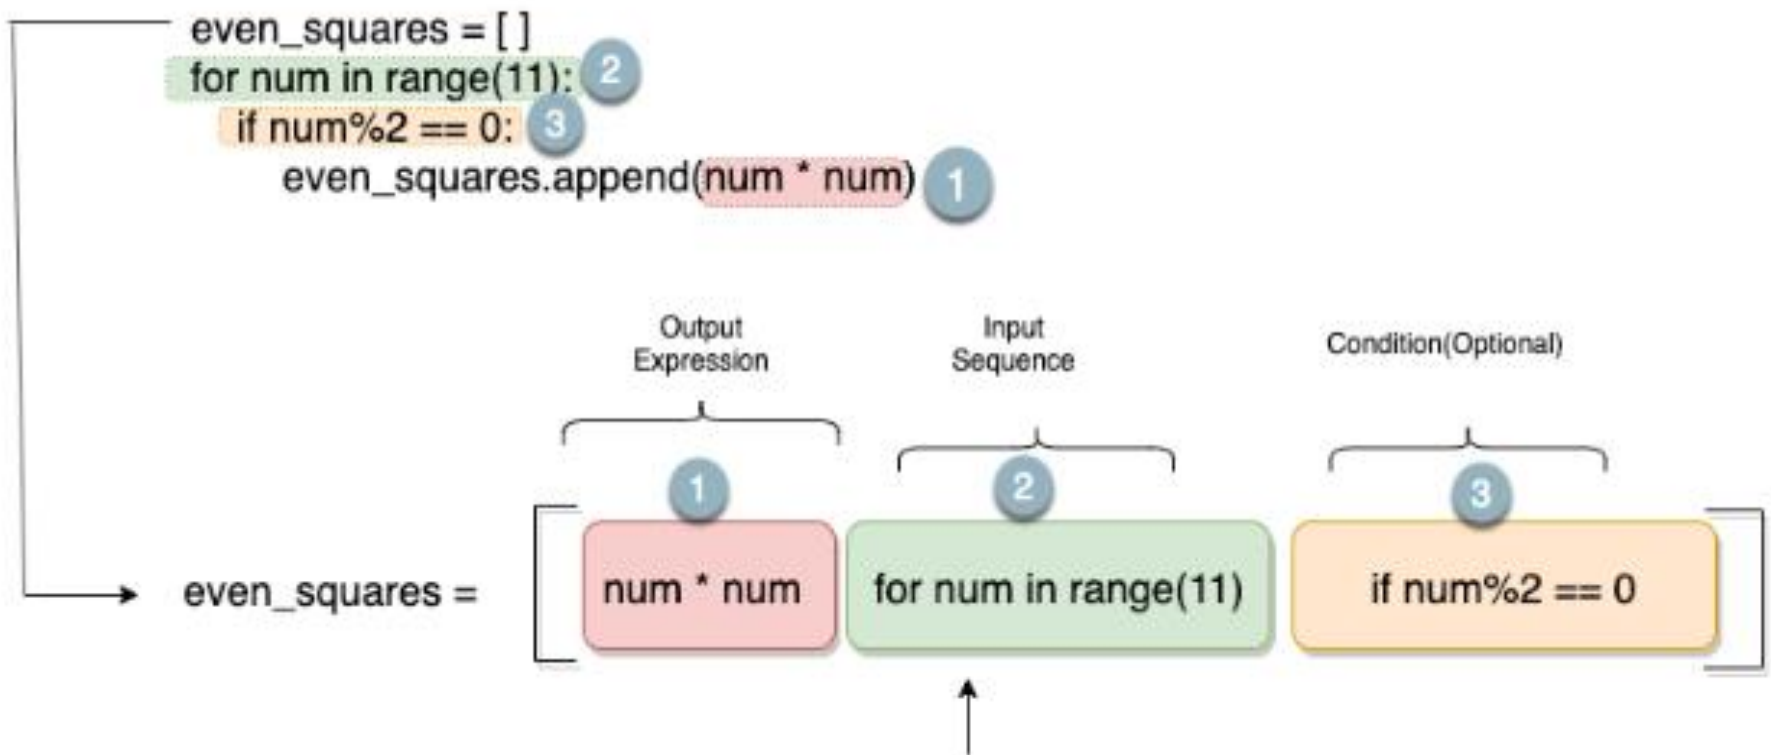 even_squares = [ ]
for num in range(11): 2
if num%2 == 0: 3
even_squares.append(num * num) 1
Output
Expression
Input
Sequence
Condition(Optional)
1
2
3
even_squares =
num * num
for num in range(11)
if num%2 == 0